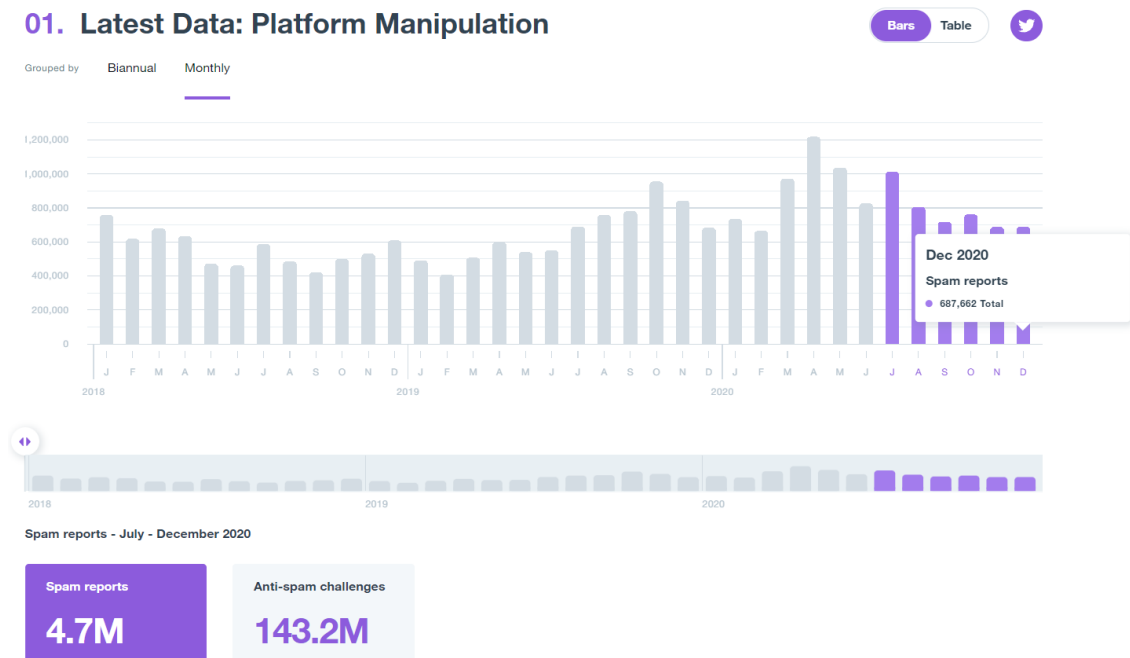 01. Latest Data: Platform Manipulation
Bars Table
Grouped by Biannual Monthly
1,200,000
1,000,000
800,000
600,000
400,000
200,000
0
J F M A M J J A S O N D J F M A M J J A S O N D J F M A M J J A S O N D
2018 2019 2020
Dec 2020
Spam reports
687,662 Total
2018 2019 2020
Spam reports - July - December 2020
Spam reports Anti-spam challenges
4.7M 143.2M